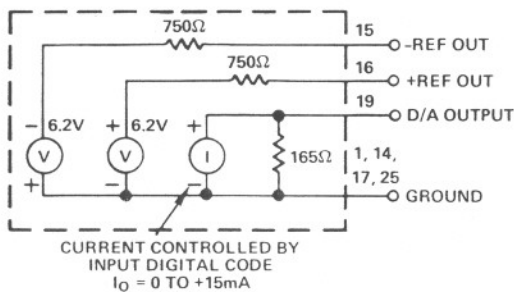 750Ω
15
-REF OUT
750Ω
16
+REF OUT
19
D/A OUTPUT
- 6.2V
+ 6.2V
+
V
V
I
165Ω
1, 14,
17, 25
GROUND
+
-
-
CURRENT CONTROLLED BY
INPUT DIGITAL CODE
IO = 0 TO +15mA